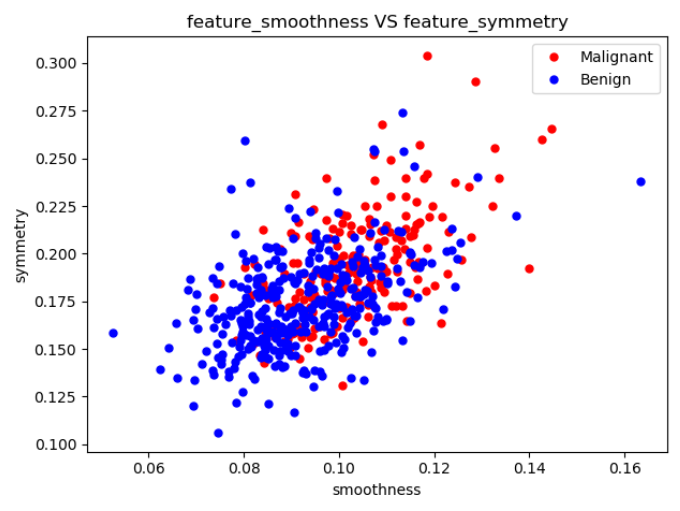 feature_smoothness VS feature_symmetry
Malignant
Benign
symmetry
0.300
0.275
0.250
0.225
0.200
0.175
0.150
0.125
0.100
0.06 0.08 0.10 0.12 0.14 0.16
smoothness